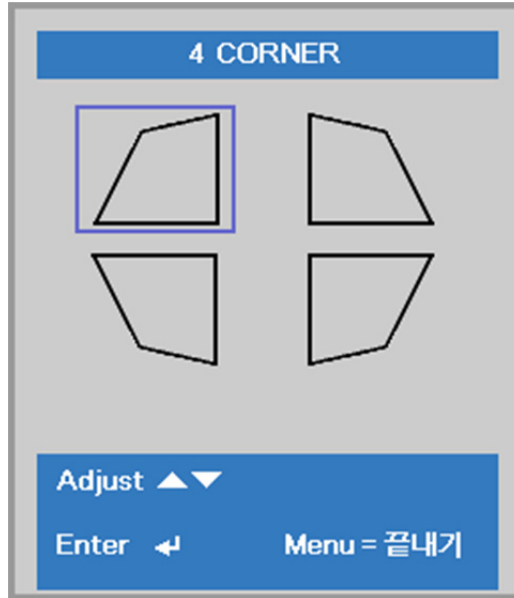 4 CORNER
Adjust ▲▼
Enter ↵ Menu = 끝내기